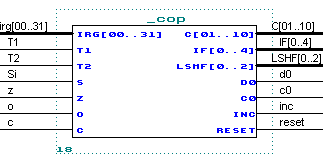 _cop
irg[00..31] IRG[00..31] C[01..10] C[01..10]
T1 T1 IF[0..4] IF[0..4]
T2 T2 LSHF[0..2] LSHF[0..2]
Si S D0 d0
z Z C0 c0
o O INC inc
c C RESET reset
18